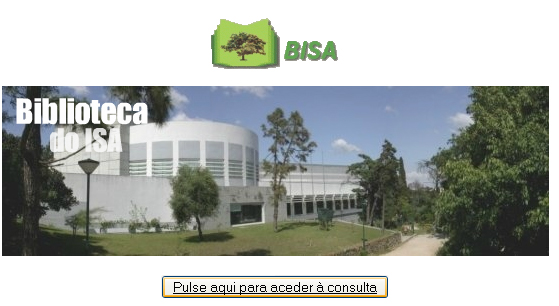 BISA
Biblioteca
do ISA
Pulse aqui para aceder à consulta